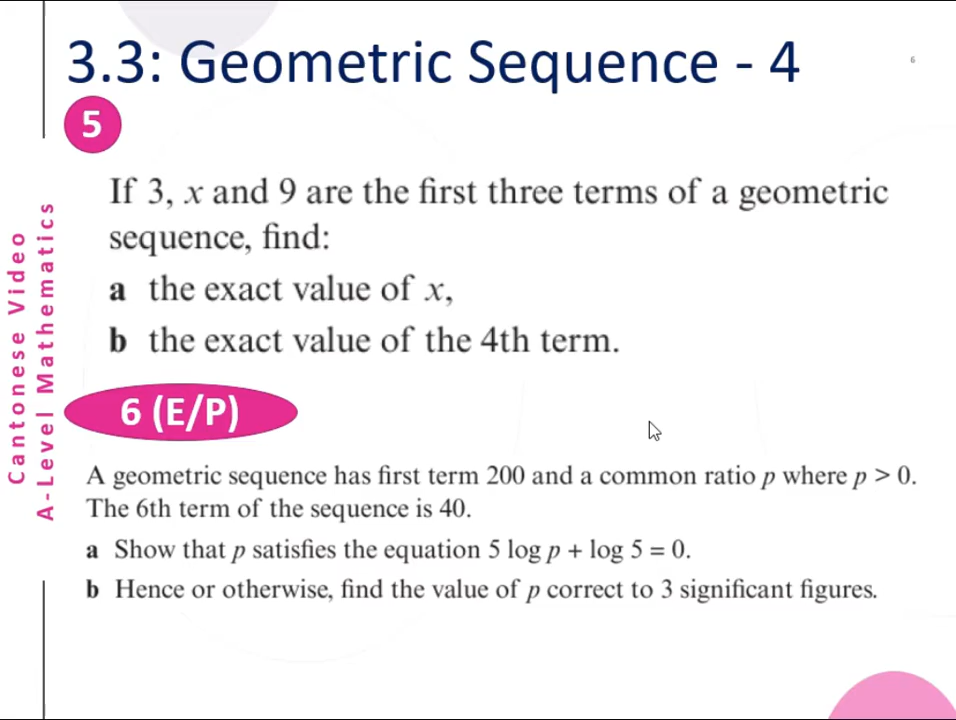 3.3: Geometric Sequence - 4
6
5
If 3, x and 9 are the first three terms of a geometric
sequence, find:
a the exact value of x,
b the exact value of the 4th term.
6 (E/P)
A geometric sequence has first term 200 and a common ratio p where p > 0.
The 6th term of the sequence is 40.
a Show that p satisfies the equation 5 log p + log 5 = 0.
b Hence or otherwise, find the value of p correct to 3 significant figures.
Cantonese Video
A-Level Mathematics